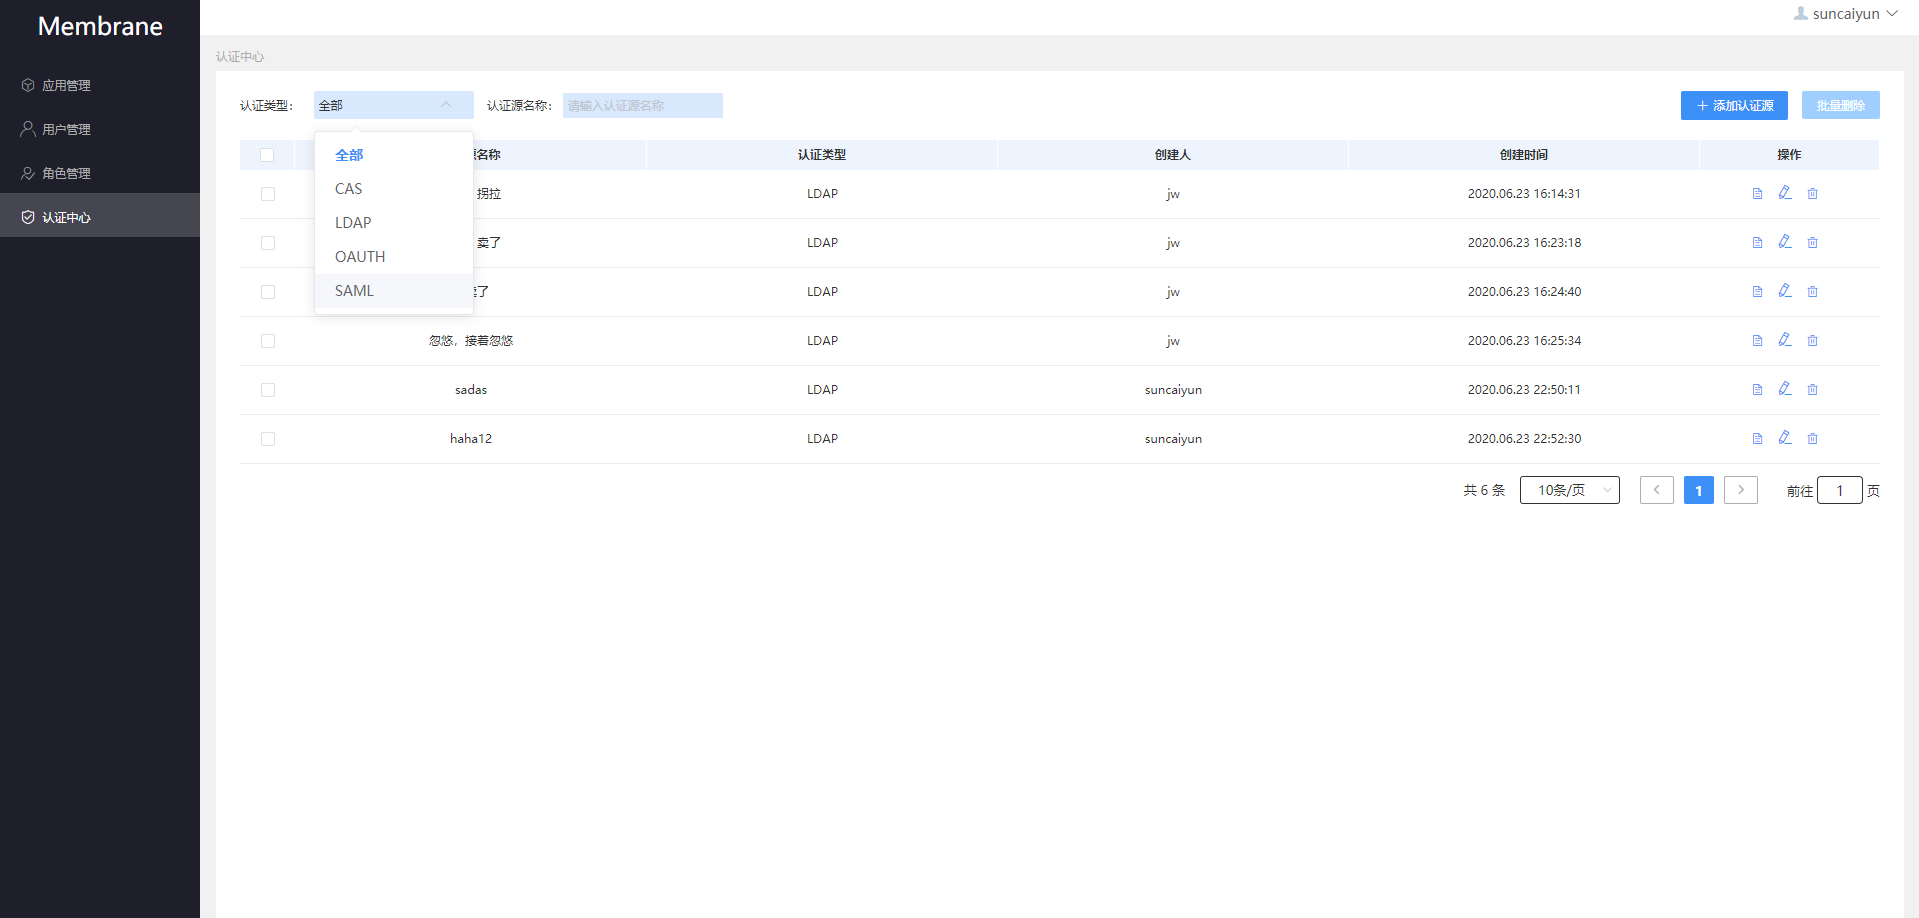 Membrane
suncaiyun
应用管理
用户管理
角色管理
认证中心
认证中心
认证类型： 全部 认证源名称： 请输入认证源名称 添加认证源 批量删除
全部
CAS
LDAP
OAUTH
SAML
名称 认证类型 创建人 创建时间 操作
拐拉 LDAP jw 2020.06.23 16:14:31
卖了 LDAP jw 2020.06.23 16:23:18
了 LDAP jw 2020.06.23 16:24:40
忽悠，接着忽悠 LDAP jw 2020.06.23 16:25:34
sadas LDAP suncaiyun 2020.06.23 22:50:11
haha12 LDAP suncaiyun 2020.06.23 22:52:30
共 6 条 10条/页 1 前往 1 页